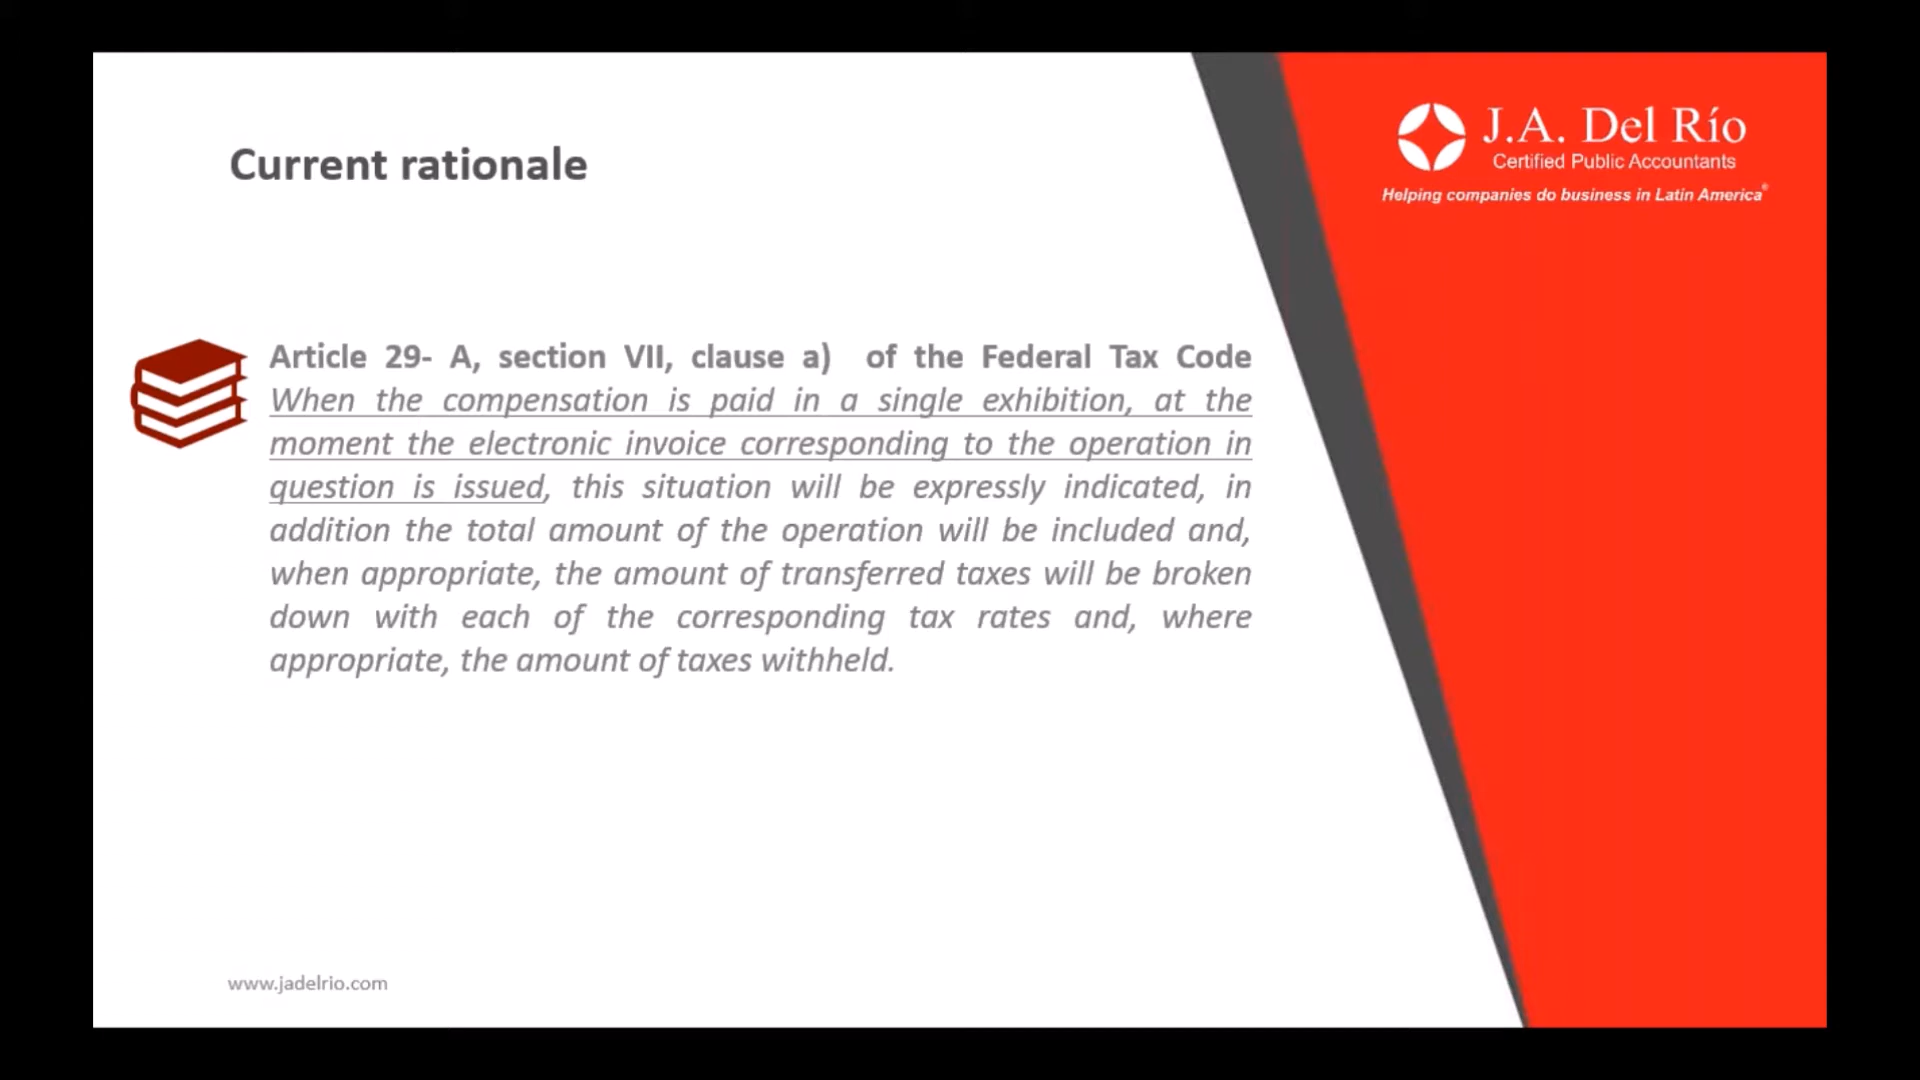 Current rationale
J.A. Del Río
Certified Public Accountants
Helping companies do business in Latin America®
Article 29- A, section VII, clause a) of the Federal Tax Code
When the compensation is paid in a single exhibition, at the
moment the electronic invoice corresponding to the operation in
question is issued, this situation will be expressly indicated, in
addition the total amount of the operation will be included and,
when appropriate, the amount of transferred taxes will be broken
down with each of the corresponding tax rates and, where
appropriate, the amount of taxes withheld.
www.jadelrio.com